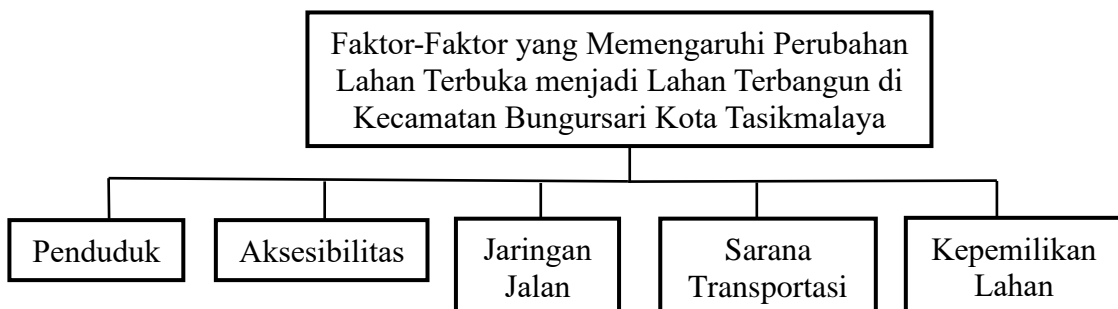 Faktor-Faktor yang Memengaruhi Perubahan
Lahan Terbuka menjadi Lahan Terbangun di
Kecamatan Bungursari Kota Tasikmalaya
Penduduk
Aksesibilitas
Jaringan
Jalan
Sarana
Transportasi
Kepemilikan
Lahan